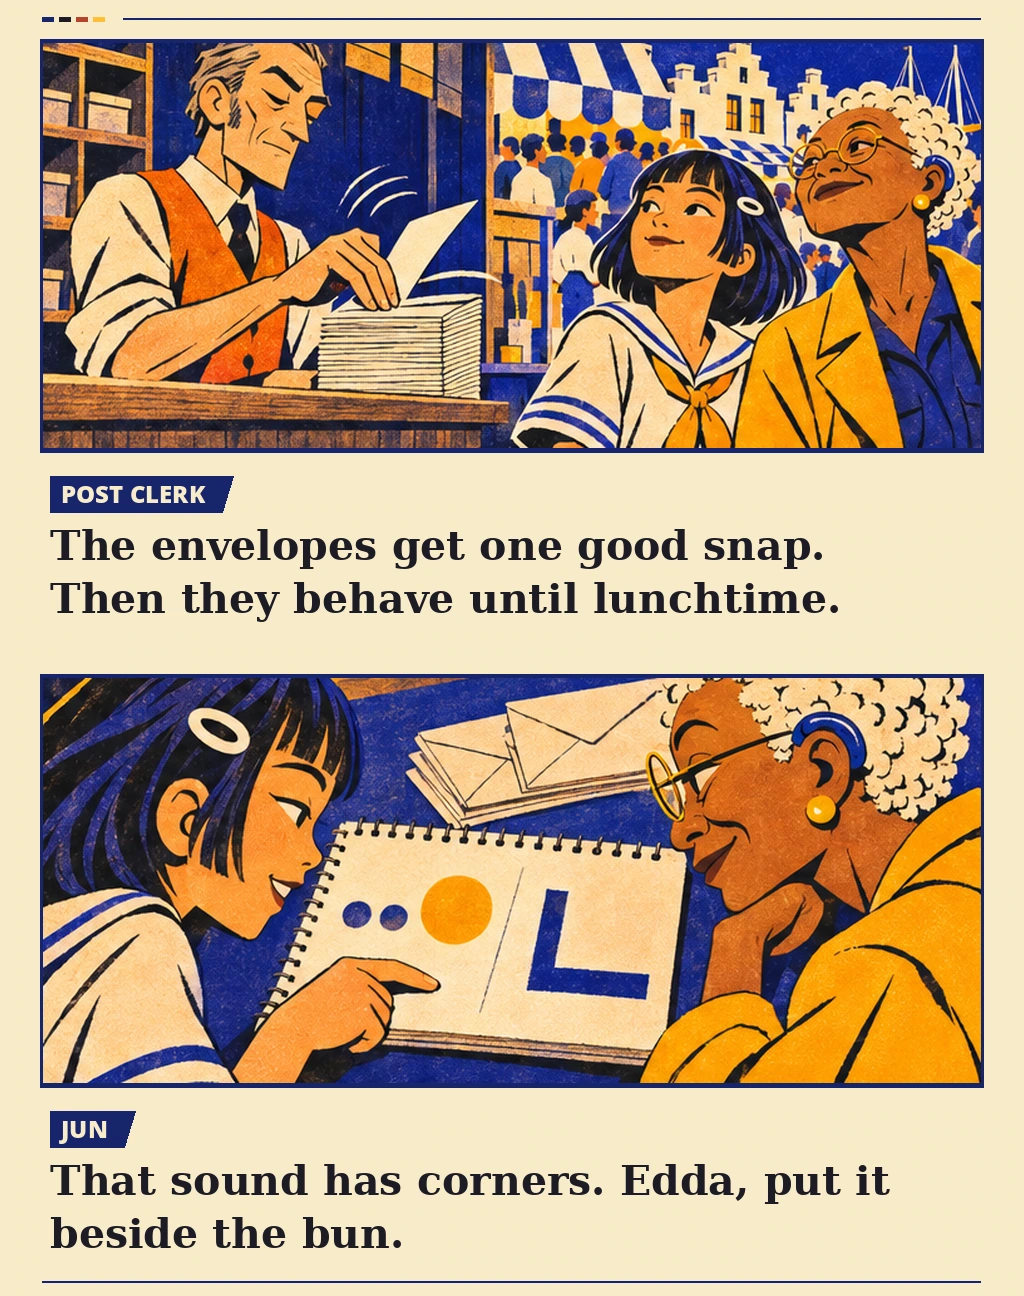 POST CLERK
The envelopes get one good snap.
Then they behave until lunchtime.
JUN
That sound has corners. Edda, put it
beside the bun.